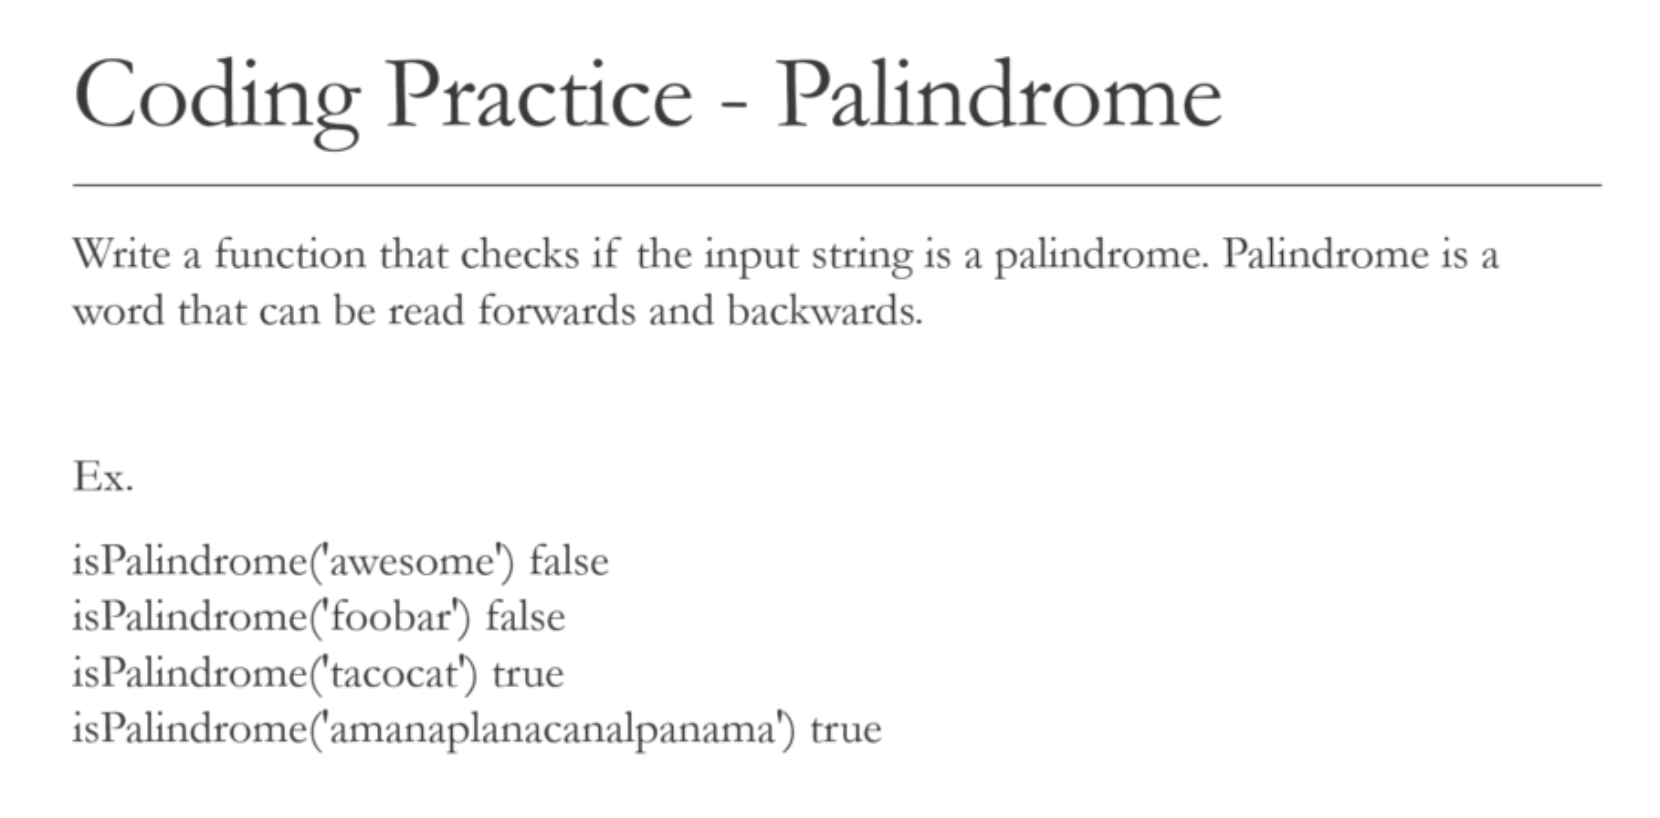 Coding Practice - Palindrome
Write a function that checks if the input string is a palindrome. Palindrome is a
word that can be read forwards and backwards.
Ex.
isPalindrome('awesome') false
isPalindrome('foobar') false
isPalindrome('tacocat') true
isPalindrome('amanaplanacanalpanama') true